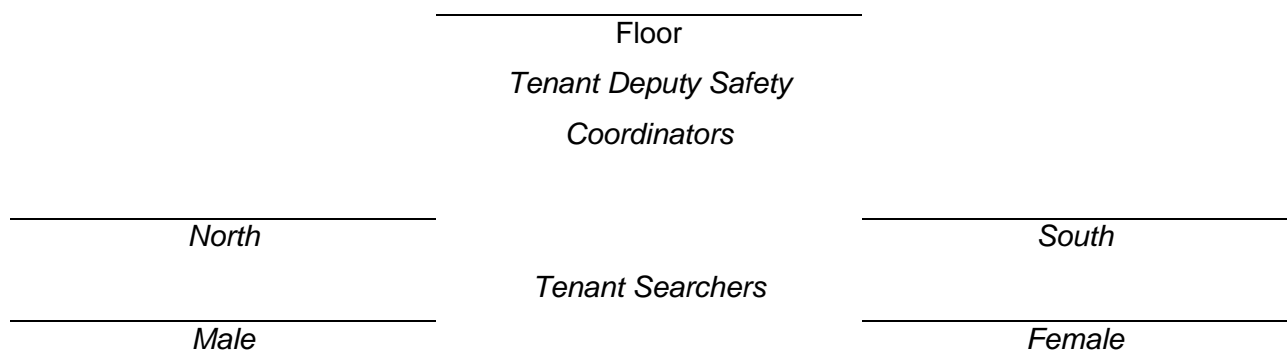 Floor
Tenant Deputy Safety
Coordinators
North South
Tenant Searchers
Male Female